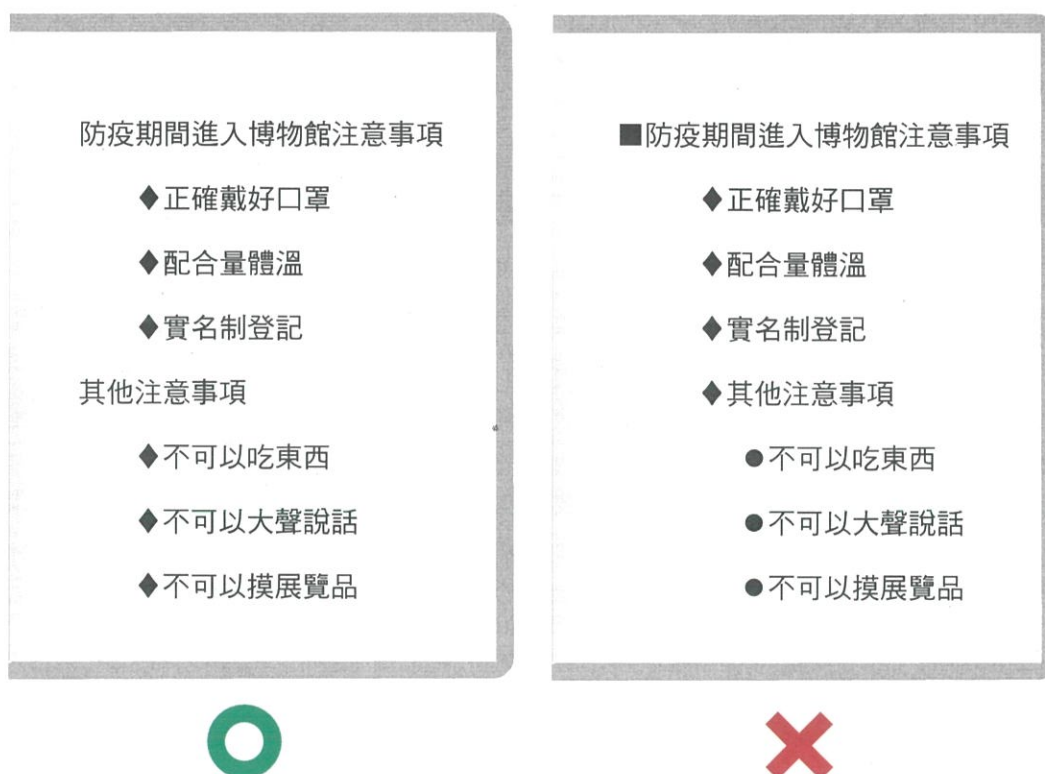 防疫期間進入博物館注意事項
◆正確戴好口罩
◆配合量體溫
◆實名制登記
其他注意事項
◆不可以吃東西
◆不可以大聲說話
◆不可以摸展覽品
■防疫期間進入博物館注意事項
◆正確戴好口罩
◆配合量體溫
◆實名制登記
◆其他注意事項
●不可以吃東西
●不可以大聲說話
●不可以摸展覽品